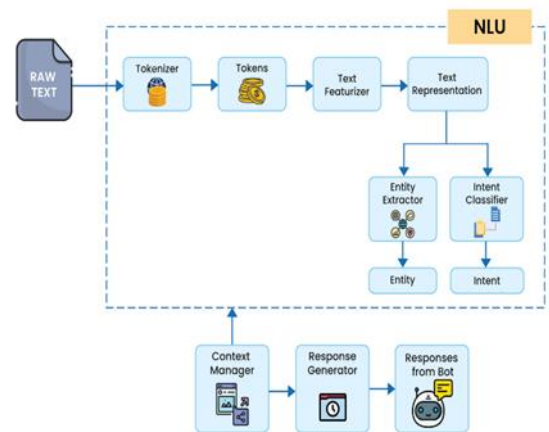 NLU
RAW
TEXT
Tokenizer
Tokens
Text
Featurizer
Text
Representation
Entity
Extractor
Intent
Classifier
Entity
Intent
Context
Manager
Response
Generator
Responses
from Bot